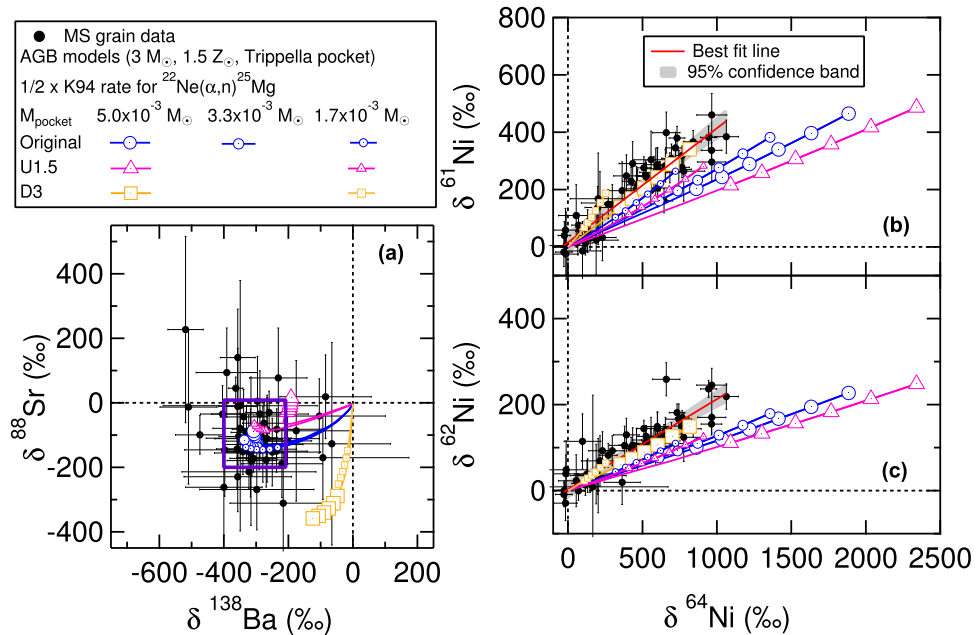 MS grain data
AGB models (3 M☉, 1.5 Z☉, Trippella pocket)
1/2 x K94 rate for ²²Ne(α,n)²⁵Mg
Mpocket 5.0x10⁻³ M☉ 3.3x10⁻³ M☉ 1.7x10⁻³ M☉
Original
U1.5
D3
(a)
400
200
0
-200
-400
δ ⁸⁸Sr (‰)
-600 -400 -200 0 200
δ ¹³⁸Ba (‰)
800
600
400
200
0
δ ⁶¹Ni (‰)
Best fit line
95% confidence band
(b)
400
200
0
δ ⁶²Ni (‰)
(c)
0 500 1000 1500 2000 2500
δ ⁶⁴Ni (‰)